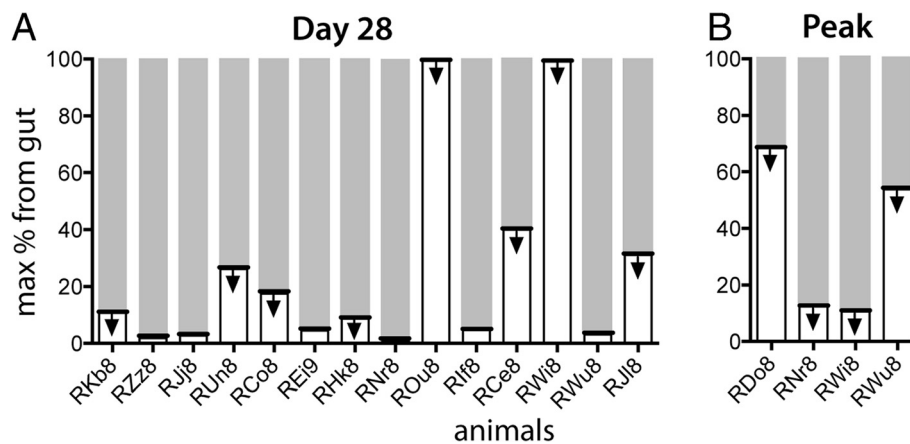 A Day 28
max % from gut
100
80
60
40
20
0
RKb8 RZz8 RJj8 RUn8 RCo8 REi9 RHk8 RNr8 ROu8 RIf8 RCe8 RWi8 RWu8 RJl8
animals
B Peak
100
80
60
40
20
0
RDo8 RNr8 RWi8 RWu8